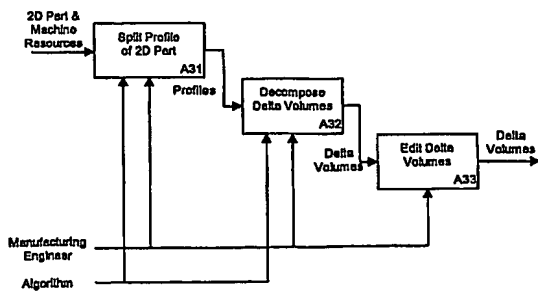 2D Part &
Machine
Resources
Split Profile
of 2D Part
A31
Profiles
Decompose
Delta Volumes
A32
Delta
Volumes
Edit Delta
Volumes
A33
Delta
Volumes
Manufacturing
Engineer
Algorithm